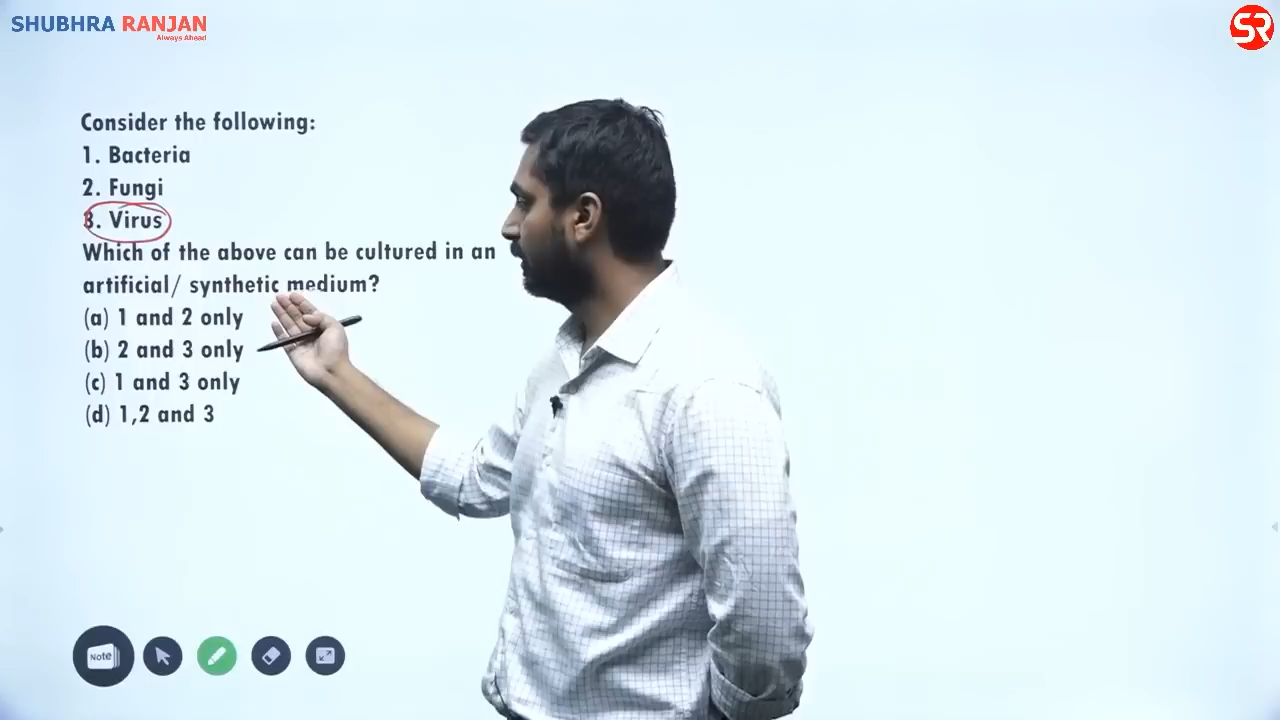 SHUBHRA RANJAN
Always Ahead
SR
Consider the following:
1. Bacteria
2. Fungi
3. Virus
Which of the above can be cultured in an
artificial/ synthetic medium?
(a) 1 and 2 only
(b) 2 and 3 only
(c) 1 and 3 only
(d) 1,2 and 3
Note